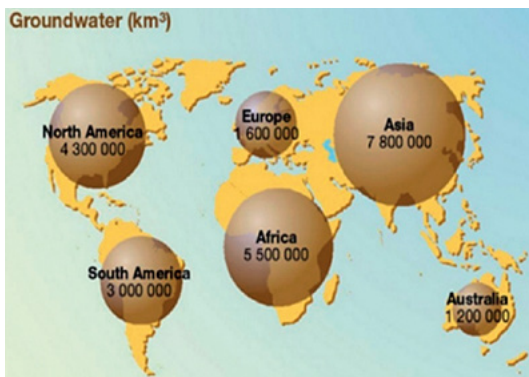 Groundwater (km³)
North America
4 300 000
Europe
1 600 000
Asia
7 800 000
Africa
5 500 000
South America
3 000 000
Australia
1 200 000